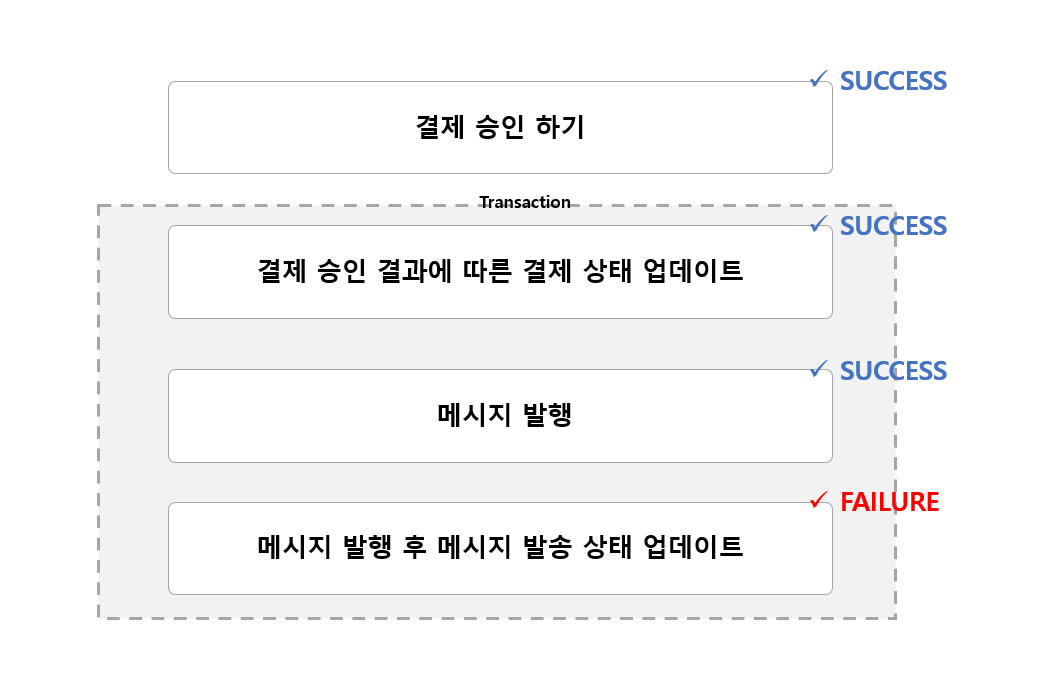 ✓ SUCCESS
결제 승인 하기
Transaction
✓ SUCCESS
결제 승인 결과에 따른 결제 상태 업데이트
✓ SUCCESS
메시지 발행
✓ FAILURE
메시지 발행 후 메시지 발송 상태 업데이트